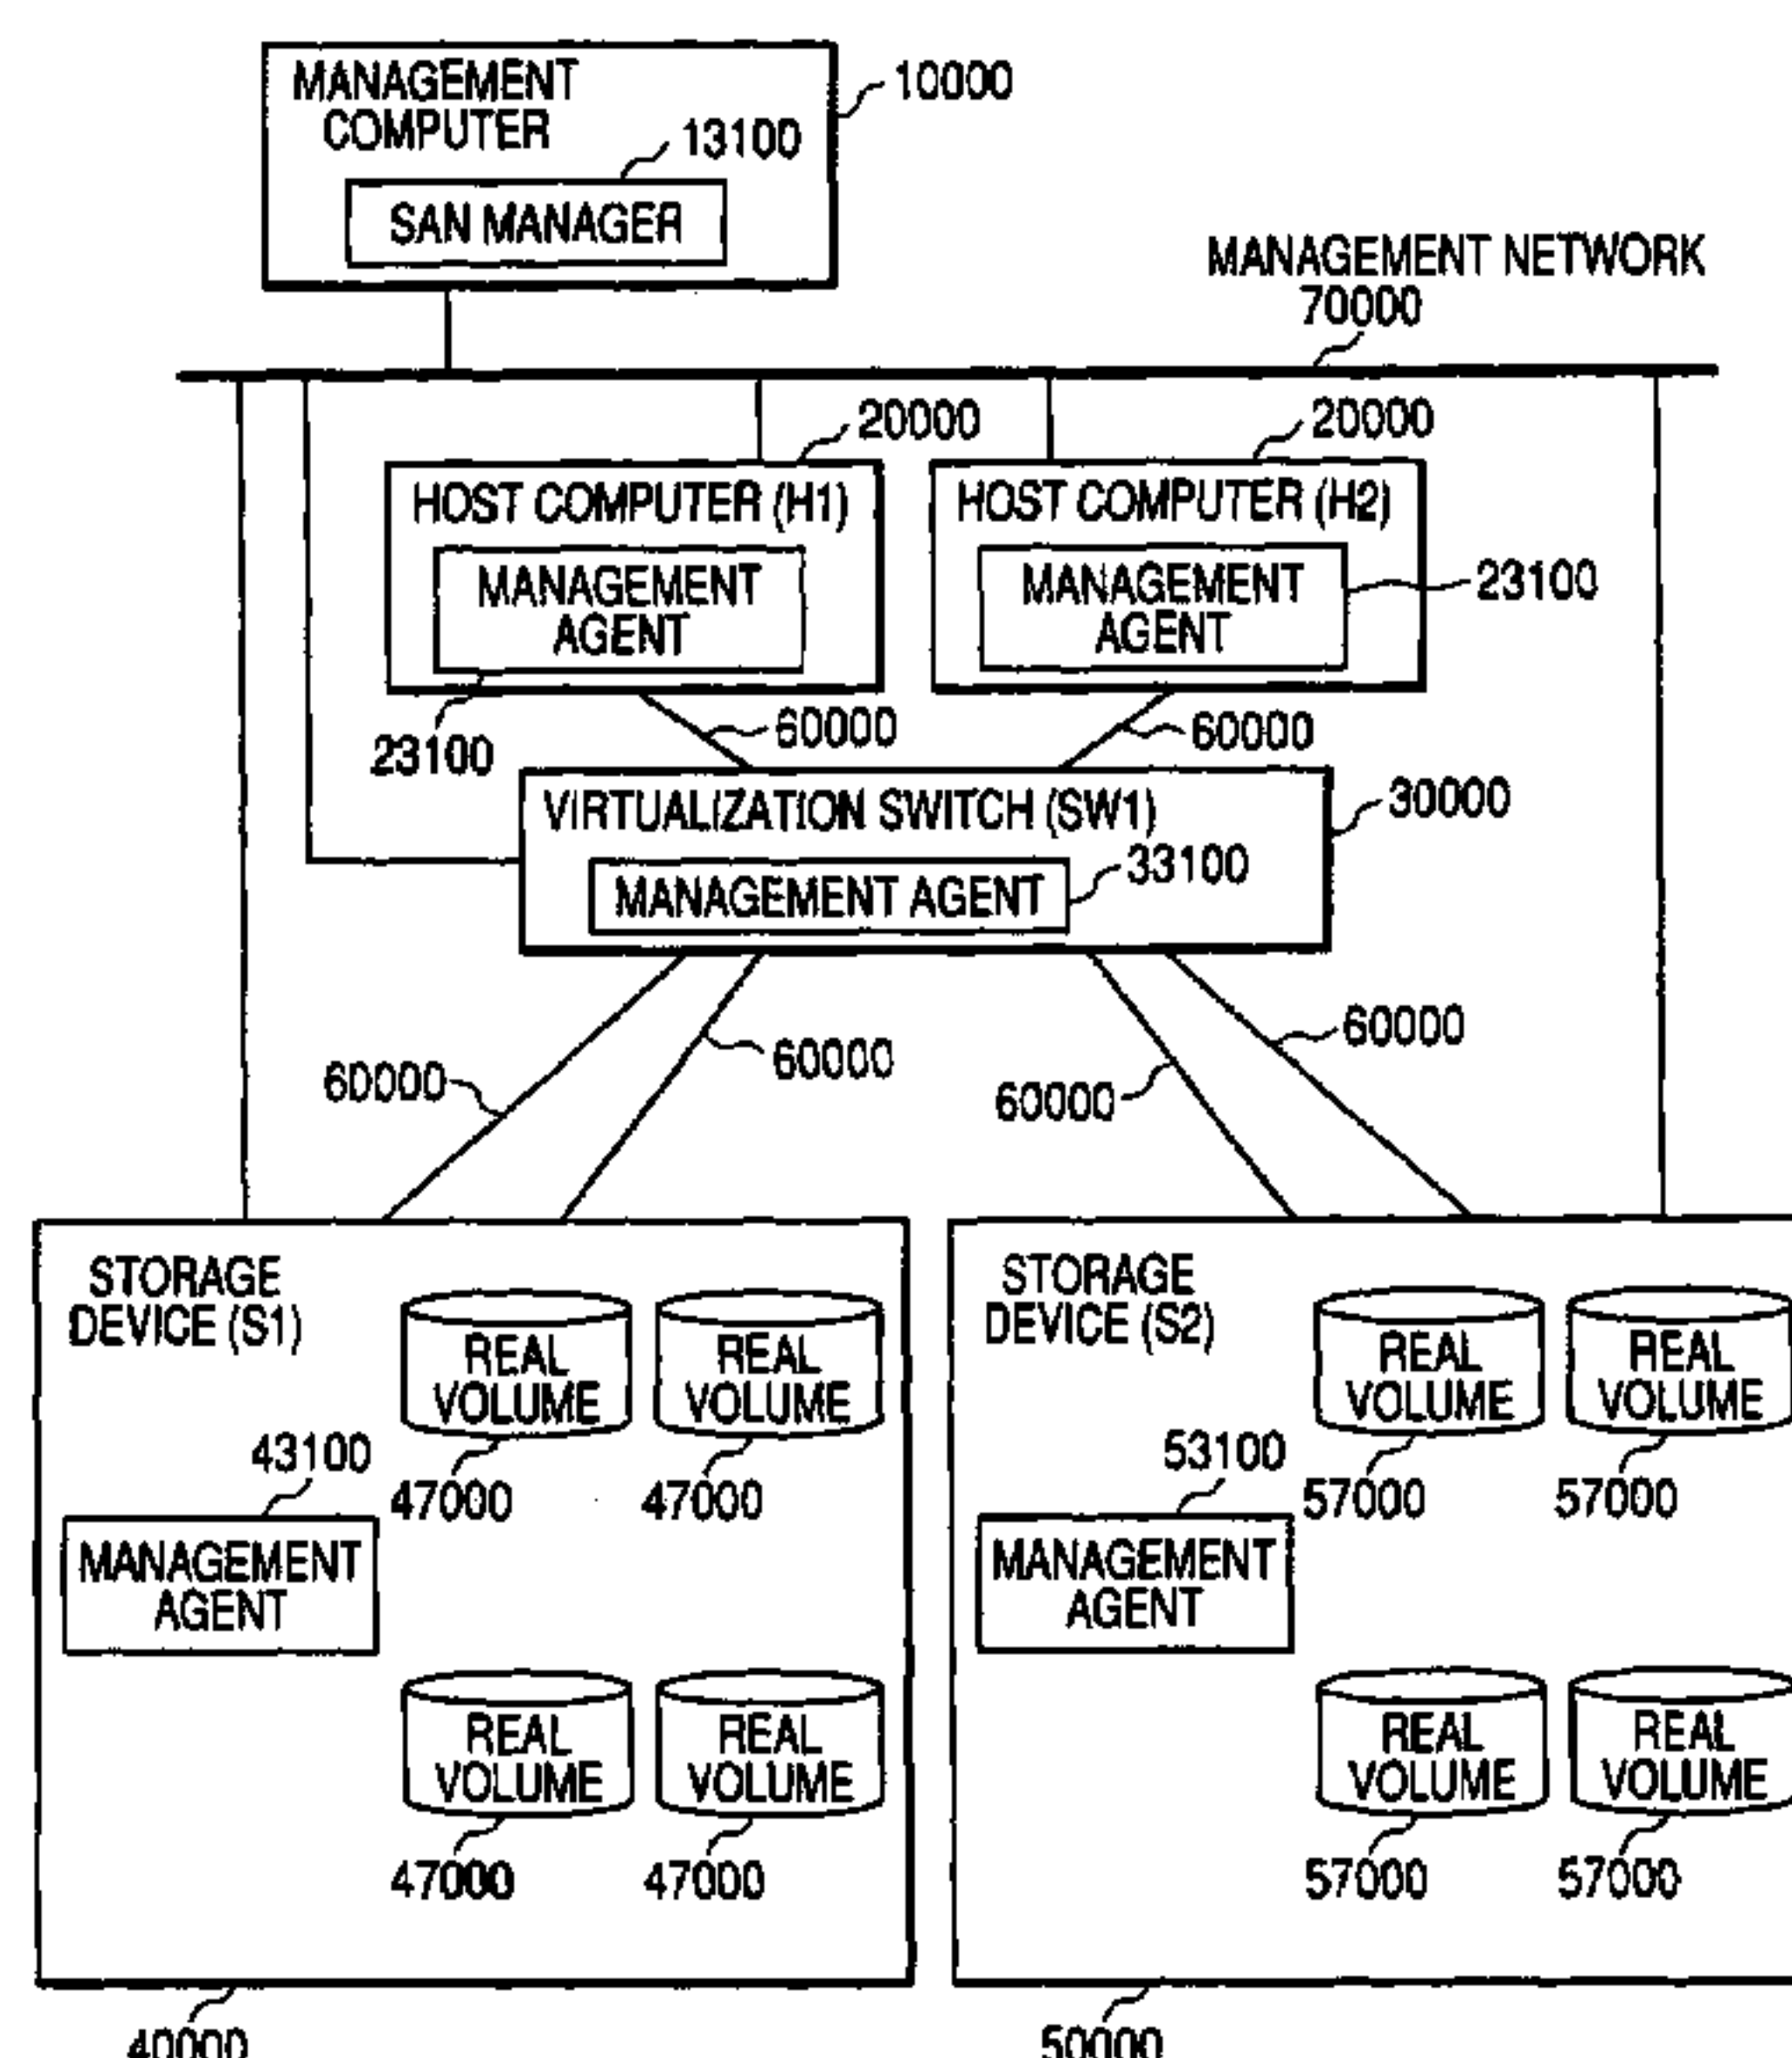 MANAGEMENT
COMPUTER
10000
13100
SAN MANAGER
MANAGEMENT NETWORK
70000
20000
20000
HOST COMPUTER (H1)
HOST COMPUTER (H2)
MANAGEMENT
AGENT
MANAGEMENT
AGENT
23100
23100
60000
60000
VIRTUALIZATION SWITCH (SW1)
30000
33100
MANAGEMENT AGENT
60000
60000
60000
60000
STORAGE
DEVICE (S1)
REAL
VOLUME
REAL
VOLUME
47000
47000
43100
MANAGEMENT
AGENT
REAL
VOLUME
REAL
VOLUME
47000
47000
40000
STORAGE
DEVICE (S2)
REAL
VOLUME
REAL
VOLUME
57000
57000
53100
MANAGEMENT
AGENT
REAL
VOLUME
REAL
VOLUME
57000
57000
50000